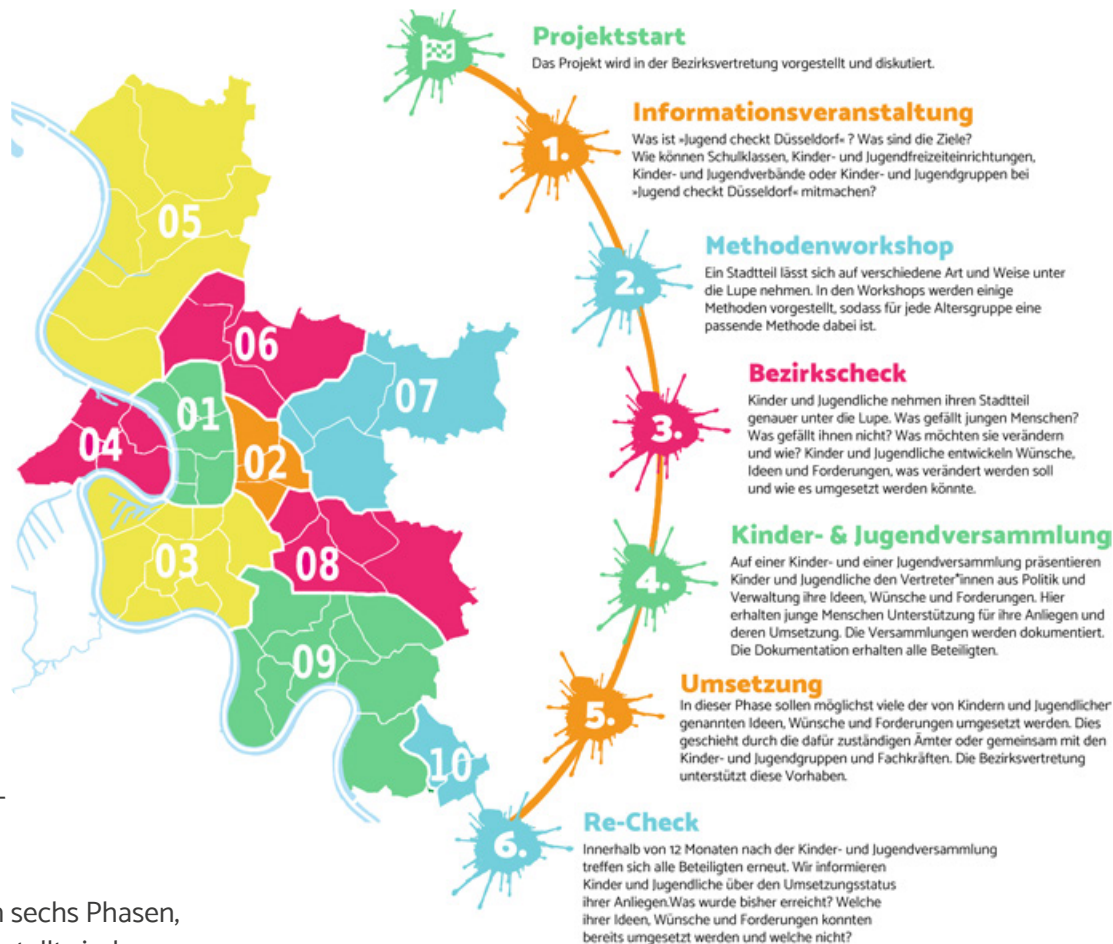 Projektstart
Das Projekt wird in der Bezirksvertretung vorgestellt und diskutiert.
1.
Informationsveranstaltung
Was ist »Jugend checkt Düsseldorf« ? Was sind die Ziele?
Wie können Schulklassen, Kinder- und Jugendfreizeiteinrichtungen,
Kinder- und Jugendverbände oder Kinder- und Jugendgruppen bei
»Jugend checkt Düsseldorf« mitmachen?
2.
Methodenworkshop
Ein Stadtteil lässt sich auf verschiedene Art und Weise unter
die Lupe nehmen. In den Workshops werden einige
Methoden vorgestellt, sodass für jede Altersgruppe eine
passende Methode dabei ist.
3.
Bezirkscheck
Kinder und Jugendliche nehmen ihren Stadtteil
genauer unter die Lupe. Was gefällt jungen Menschen?
Was gefällt ihnen nicht? Was möchten sie verändern
und wie? Kinder und Jugendliche entwickeln Wünsche,
Ideen und Forderungen, was verändert werden soll
und wie es umgesetzt werden könnte.
4.
Kinder- & Jugendversammlung
Auf einer Kinder- und einer Jugendversammlung präsentieren
Kinder und Jugendliche den Vertreter*innen aus Politik und
Verwaltung ihre Ideen, Wünsche und Forderungen. Hier
erhalten junge Menschen Unterstützung für ihre Anliegen und
deren Umsetzung. Die Versammlungen werden dokumentiert.
Die Dokumentation erhalten alle Beteiligten.
5.
Umsetzung
In dieser Phase sollen möglichst viele der von Kindern und Jugendlichen
genannten Ideen, Wünsche und Forderungen umgesetzt werden. Dies
geschieht durch die dafür zuständigen Ämter oder gemeinsam mit den
Kinder- und Jugendgruppen und Fachkräften. Die Bezirksvertretung
unterstützt diese Vorhaben.
6.
Re-Check
Innerhalb von 12 Monaten nach der Kinder- und Jugendversammlung
treffen sich alle Beteiligten erneut. Wir informieren
Kinder und Jugendliche über den Umsetzungsstatus
ihrer Anliegen.Was wurde bisher erreicht? Welche
ihrer Ideen, Wünsche und Forderungen konnten
bereits umgesetzt werden und welche nicht?
05
06
07
01
04
02
03
08
09
10
sechs Phasen,